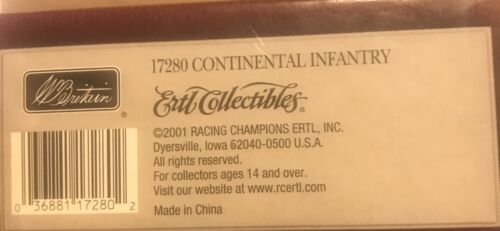 17280 CONTINENTAL INFANTRY
W. Britain
®
Ertl Collectibles®
©2001 RACING CHAMPIONS ERTL, INC.
Dyersville, Iowa 52040-0500 U.S.A.
All rights reserved.
For collectors ages 14 and over.
Visit our website at www.rcertl.com
Made in China
0 36881 17280 2